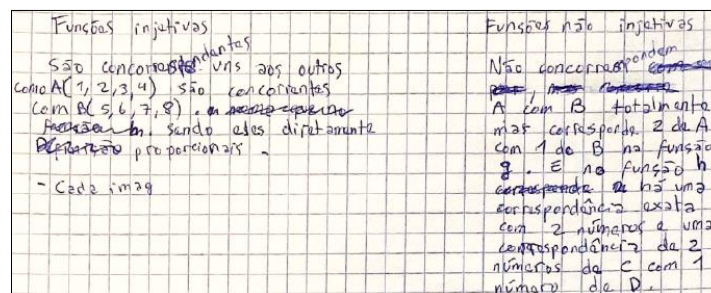 Funções injetivas
São concorrespondantes uns aos outros
como A(1, 2, 3, 4) são concorrentes
com B(5, 6, 7, 8).
sendo eles diretamente
proporcionais.
- Cada imag
Funções não injetivas
Não concorrespondem
A com B totalmente
mas corresponde 2 de A
com 1 do B na função
g. E na função h
há uma
correspondência exata
com 2 números e uma
correspondência de 2
números de C com 1
número de D.